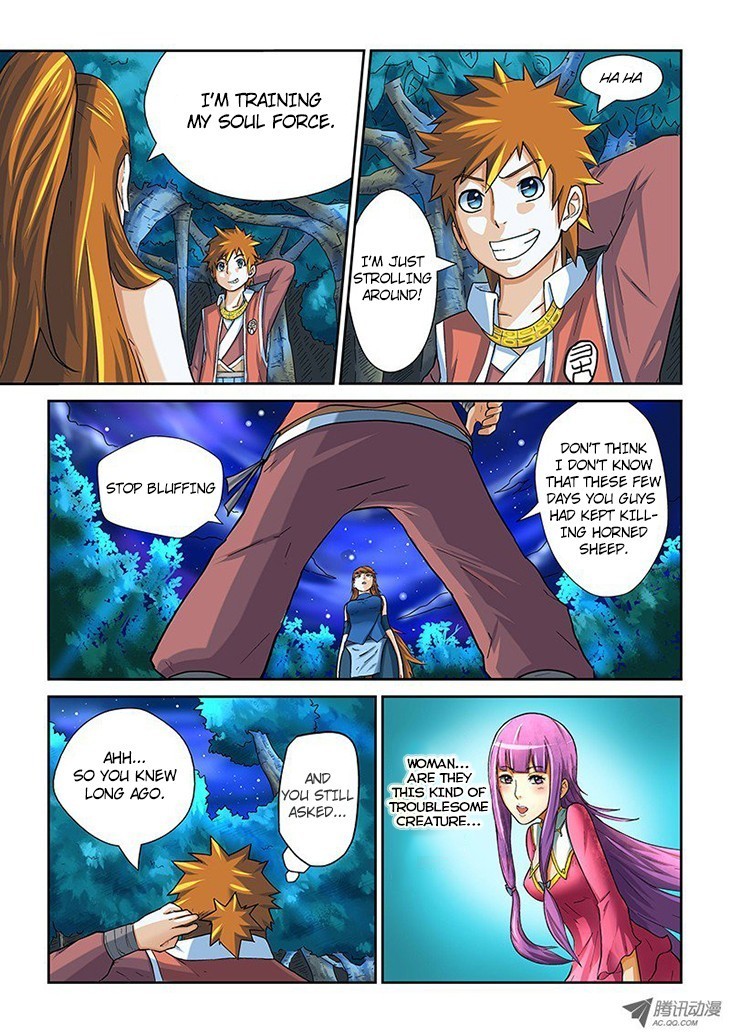 I'M TRAINING
MY SOUL FORCE.
HA HA
I'M JUST
STROLLING
AROUND!
STOP BLUFFING
DON'T THINK
I DON'T KNOW
THAT THESE FEW
DAYS YOU GUYS
HAD KEPT KILL-
ING HORNED
SHEEP.
AHH...
SO YOU KNEW
LONG AGO.
AND
YOU STILL
ASKED...
WOMAN...
ARE THEY
THIS KIND OF
TROUBLESOME
CREATURE...
腾讯动漫
AC.QQ.COM